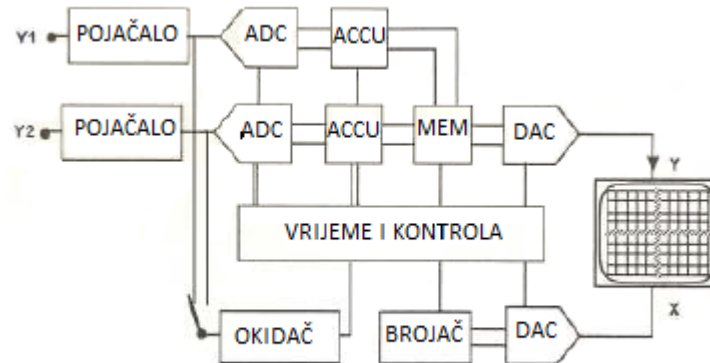 Y1 POJAČALO ADC ACCU
Y2 POJAČALO ADC ACCU MEM DAC
Y
VRIJEME I KONTROLA
X
OKIDAČ BROJAČ DAC